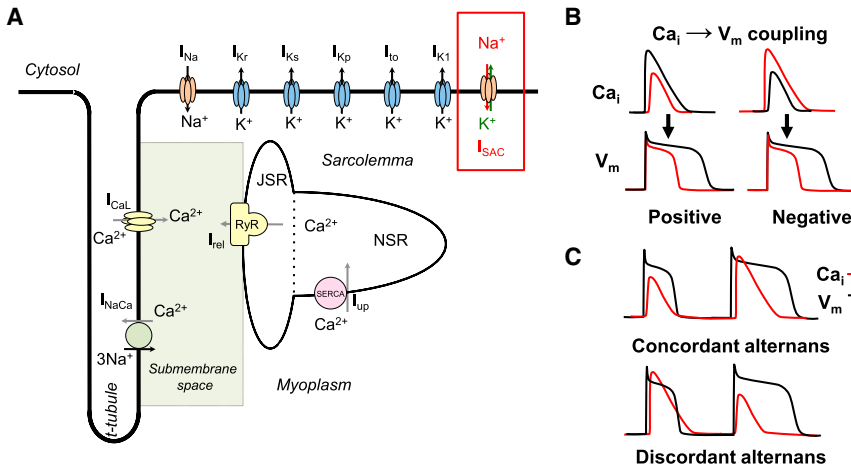 A
Cytosol
I_Na I_Kr I_Ks I_Kp I_to I_K1 Na⁺
Na⁺ K⁺ K⁺ K⁺ K⁺ K⁺ K⁺
I_SAC
Sarcolemma
JSR
I_CaL
Ca²⁺
Ca²⁺
RyR
I_rel
Ca²⁺
NSR
I_NaCa
Ca²⁺
SERCA
I_up
Ca²⁺
3Na⁺
Submembrane
space
Myoplasm
t-tubule
B
Ca_i → V_m coupling
Ca_i
V_m
Positive Negative
C
Ca_i
V_m
Concordant alternans
Discordant alternans